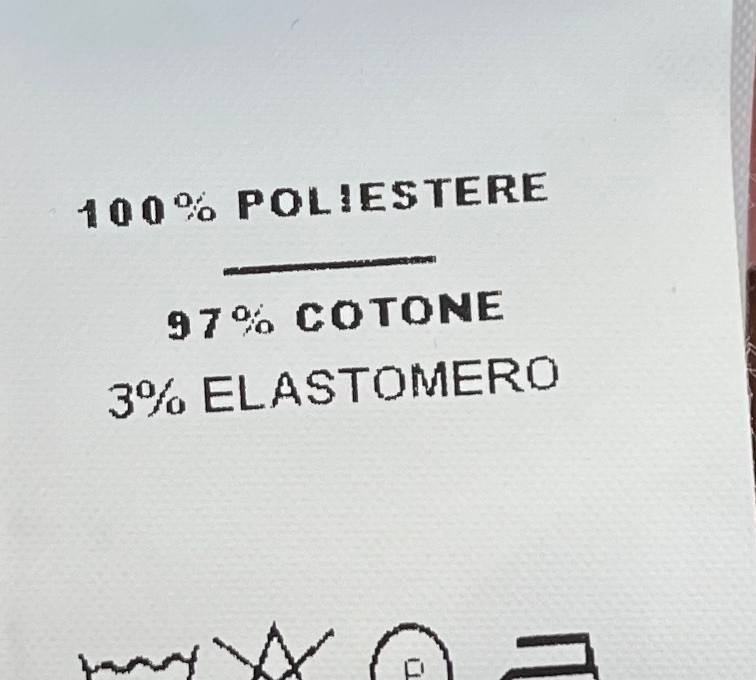 100% POLIESTERE
97% COTONE
3% ELASTOMERO
P